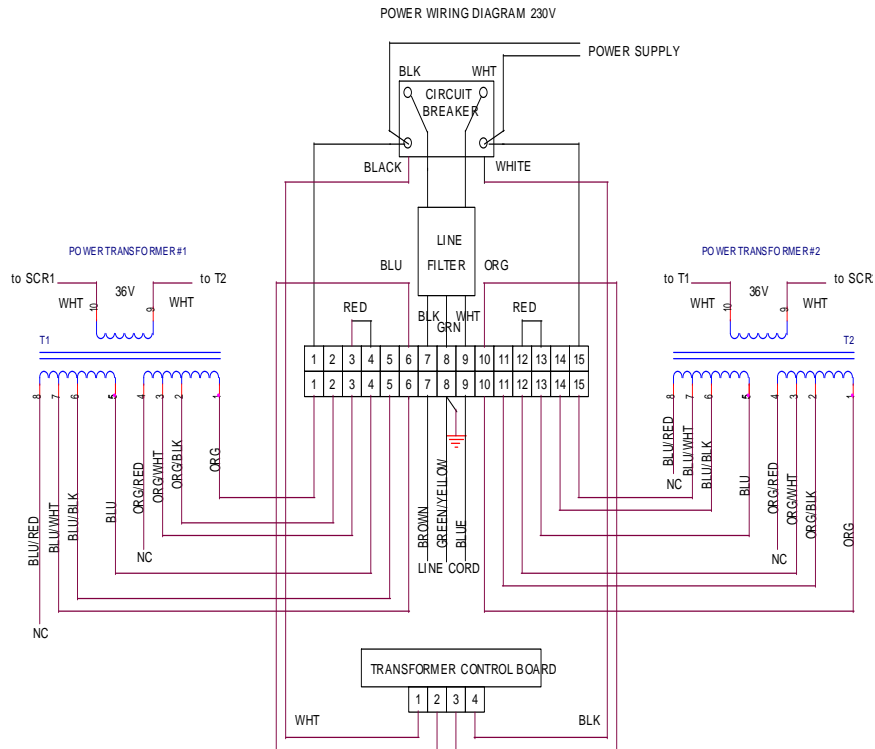 POWER WIRING DIAGRAM 230V
POWER SUPPLY
BLK
WHT
CIRCUIT
BREAKER
BLACK
WHITE
LINE
FILTER
BLU
ORG
POWER TRANSFORMER#1
to SCR1
36V
to T2
WHT
WHT
10
9
T1
8
7
6
5
4
3
2
1
POWER TRANSFORMER#2
to T1
36V
to SCR
WHT
WHT
10
9
T2
8
7
6
5
4
3
2
1
RED
BLK
GRN
WHT
RED
1 2 3 4 5 6 7 8 9 10 11 12 13 14 15
1 2 3 4 5 6 7 8 9 10 11 12 13 14 15
BLU/RED
BLU/WHT
BLU/BLK
BLU
ORG/RED
ORG/WHT
ORG/BLK
ORG
NC
NC
BROWN
GREEN/YELLOW
BLUE
LINE CORD
BLU/RED
BLU/WHT
BLU/BLK
BLU
ORG/RED
ORG/WHT
ORG/BLK
ORG
NC
NC
TRANSFORMER CONTROL BOARD
1 2 3 4
WHT
BLK